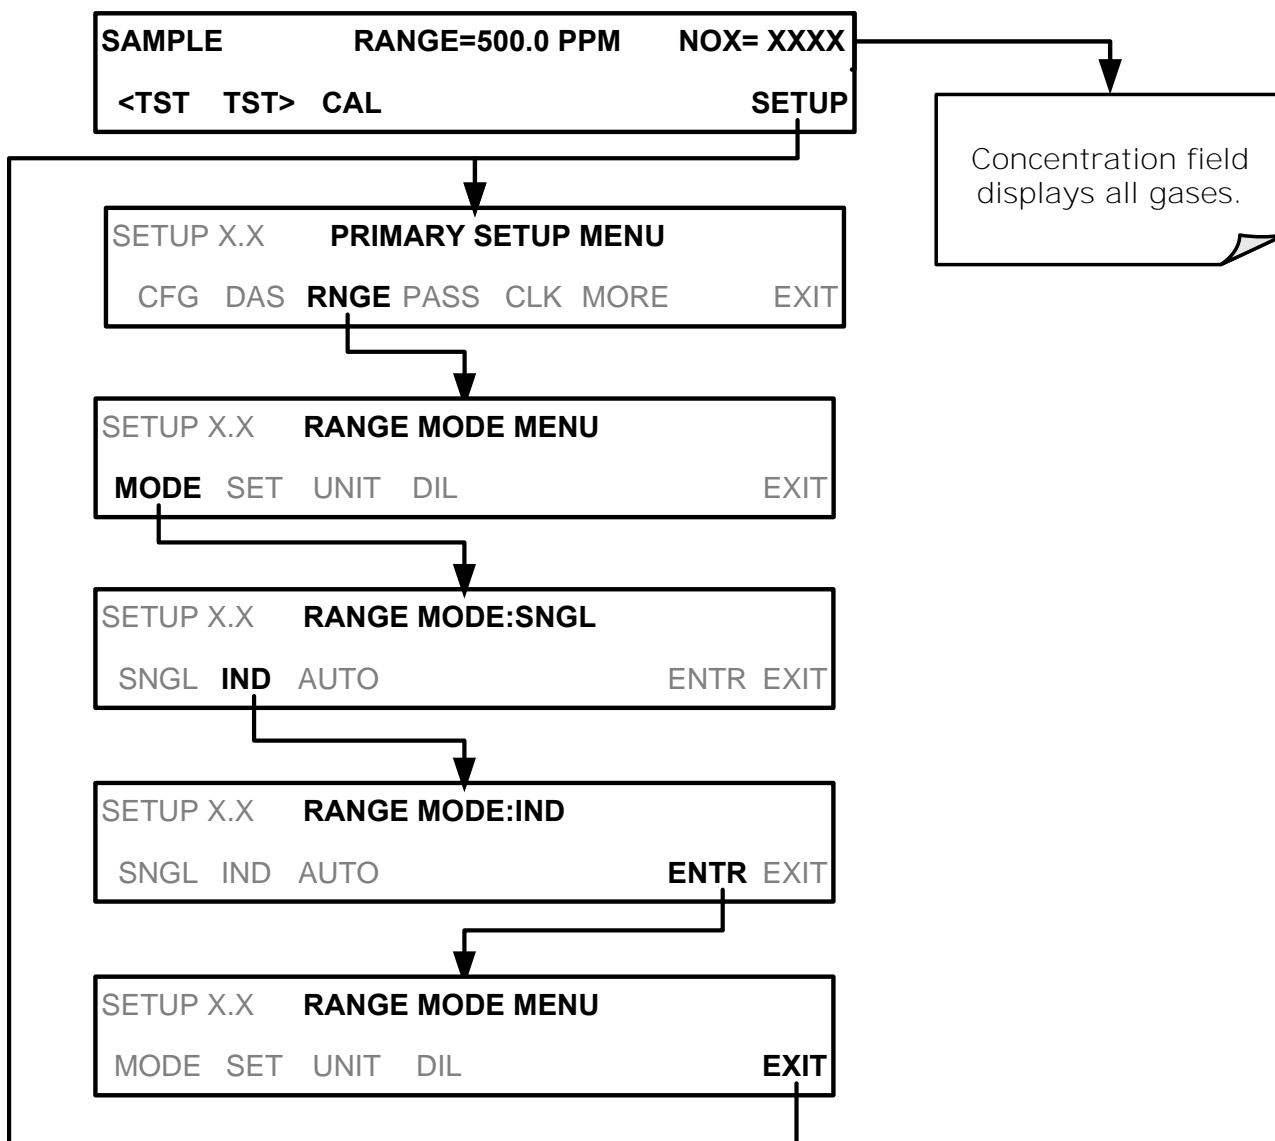 SAMPLE RANGE=500.0 PPM NOX= XXXX
<TST TST> CAL SETUP
Concentration field
displays all gases.
SETUP X.X PRIMARY SETUP MENU
CFG DAS RNGE PASS CLK MORE EXIT
SETUP X.X RANGE MODE MENU
MODE SET UNIT DIL EXIT
SETUP X.X RANGE MODE:SNGL
SNGL IND AUTO ENTR EXIT
SETUP X.X RANGE MODE:IND
SNGL IND AUTO ENTR EXIT
SETUP X.X RANGE MODE MENU
MODE SET UNIT DIL EXIT